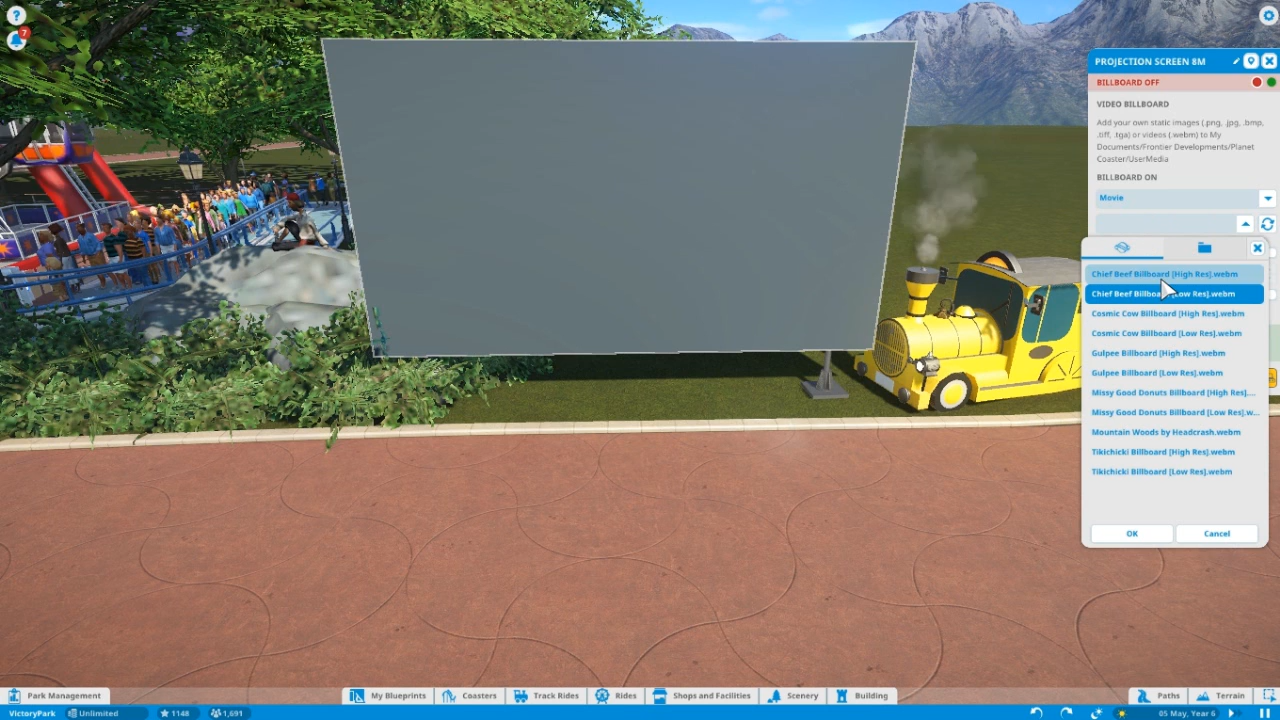 ?
7
PROJECTION SCREEN 8M
BILLBOARD OFF
VIDEO BILLBOARD
Add your own static images (.png, .jpg, .bmp,
.tiff, .tga) or videos (.webm) to My
Documents/Frontier Developments/Planet
Coaster/UserMedia
BILLBOARD ON
Movie
Chief Beef Billboard [High Res].webm
Chief Beef Low Res].webm
Cosmic Cow Billboard [High Res].webm
Cosmic Cow Billboard [Low Res].webm
Gulpee Billboard [High Res].webm
Gulpee Billboard [Low Res].webm
Missy Good Donuts Billboard [High Res]....
Missy Good Donuts Billboard [Low Res].w...
Mountain Woods by Headcrash.webm
Tikichicki Billboard [High Res].webm
Tikichicki Billboard [Low Res].webm
OK Cancel
Park Management My Blueprints Coasters Track Rides Rides Shops and Facilities Scenery Building Paths Terrain
VictoryPark Unlimited 1148 1,691 05 May, Year 6